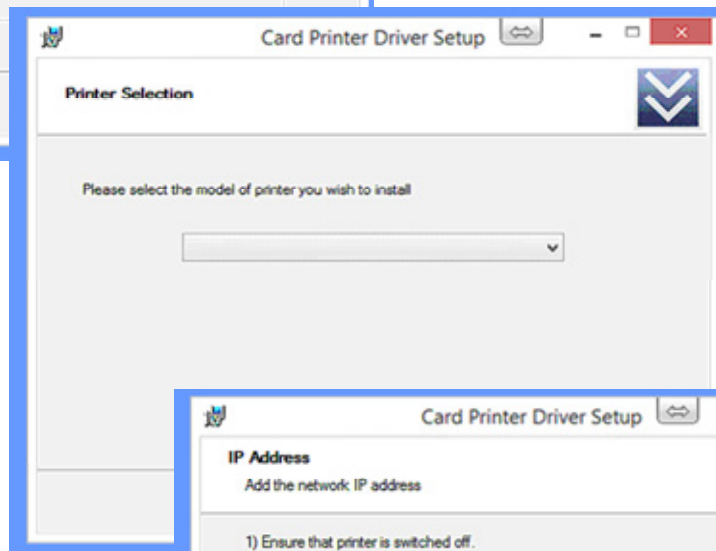 Card Printer Driver Setup
Printer Selection
Please select the model of printer you wish to install
Card Printer Driver Setup
IP Address
Add the network IP address
1) Ensure that printer is switched off.